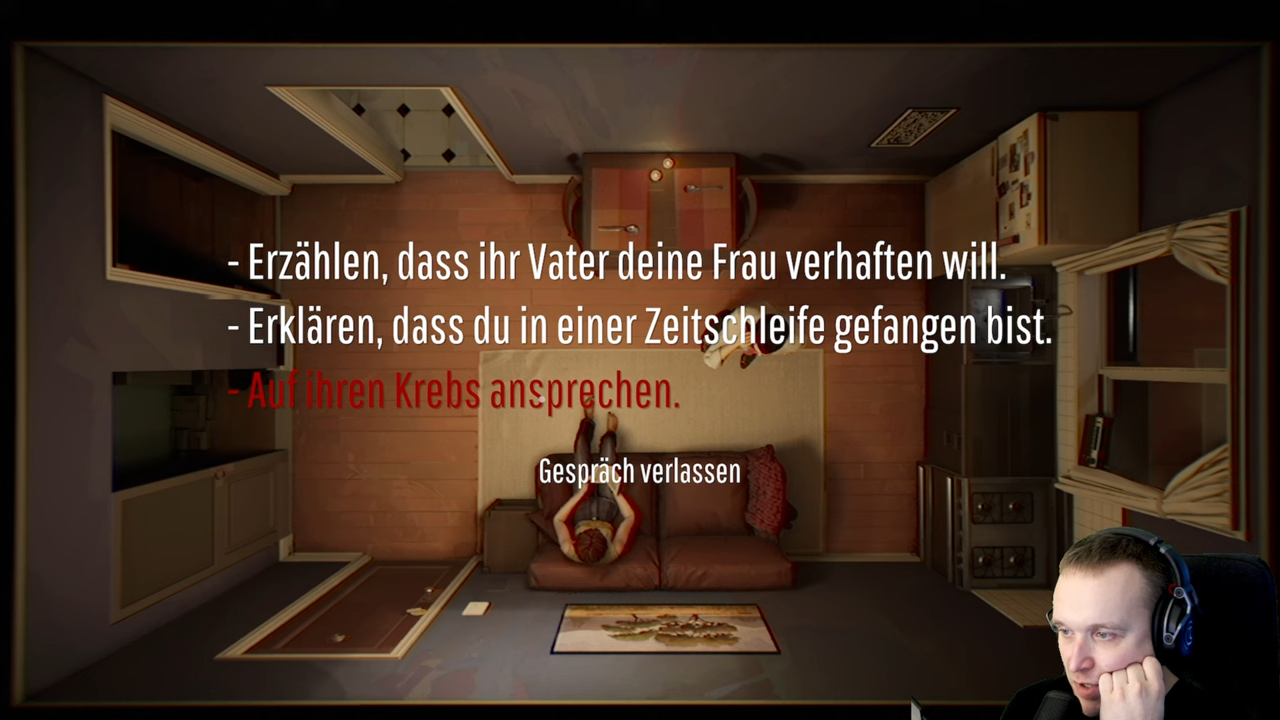 - Erzählen, dass ihr Vater deine Frau verhaften will.
- Erklären, dass du in einer Zeitschleife gefangen bist.
- Auf ihren Krebs ansprechen.
Gespräch verlassen